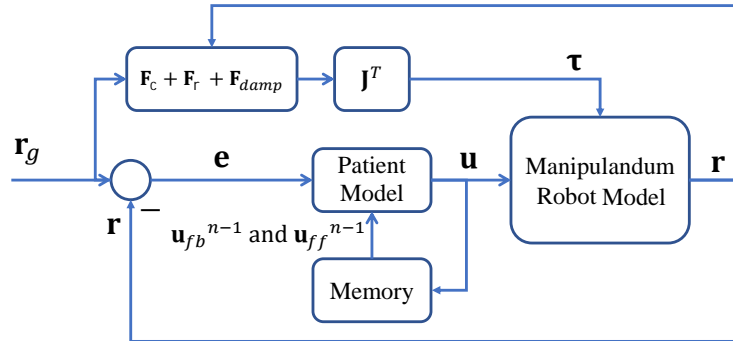 F_c + F_r + F_damp
J^T
τ
r_g
e
Patient
Model
u
Manipulandum
Robot Model
r
r
−
u_fb^{n−1} and u_ff^{n−1}
Memory